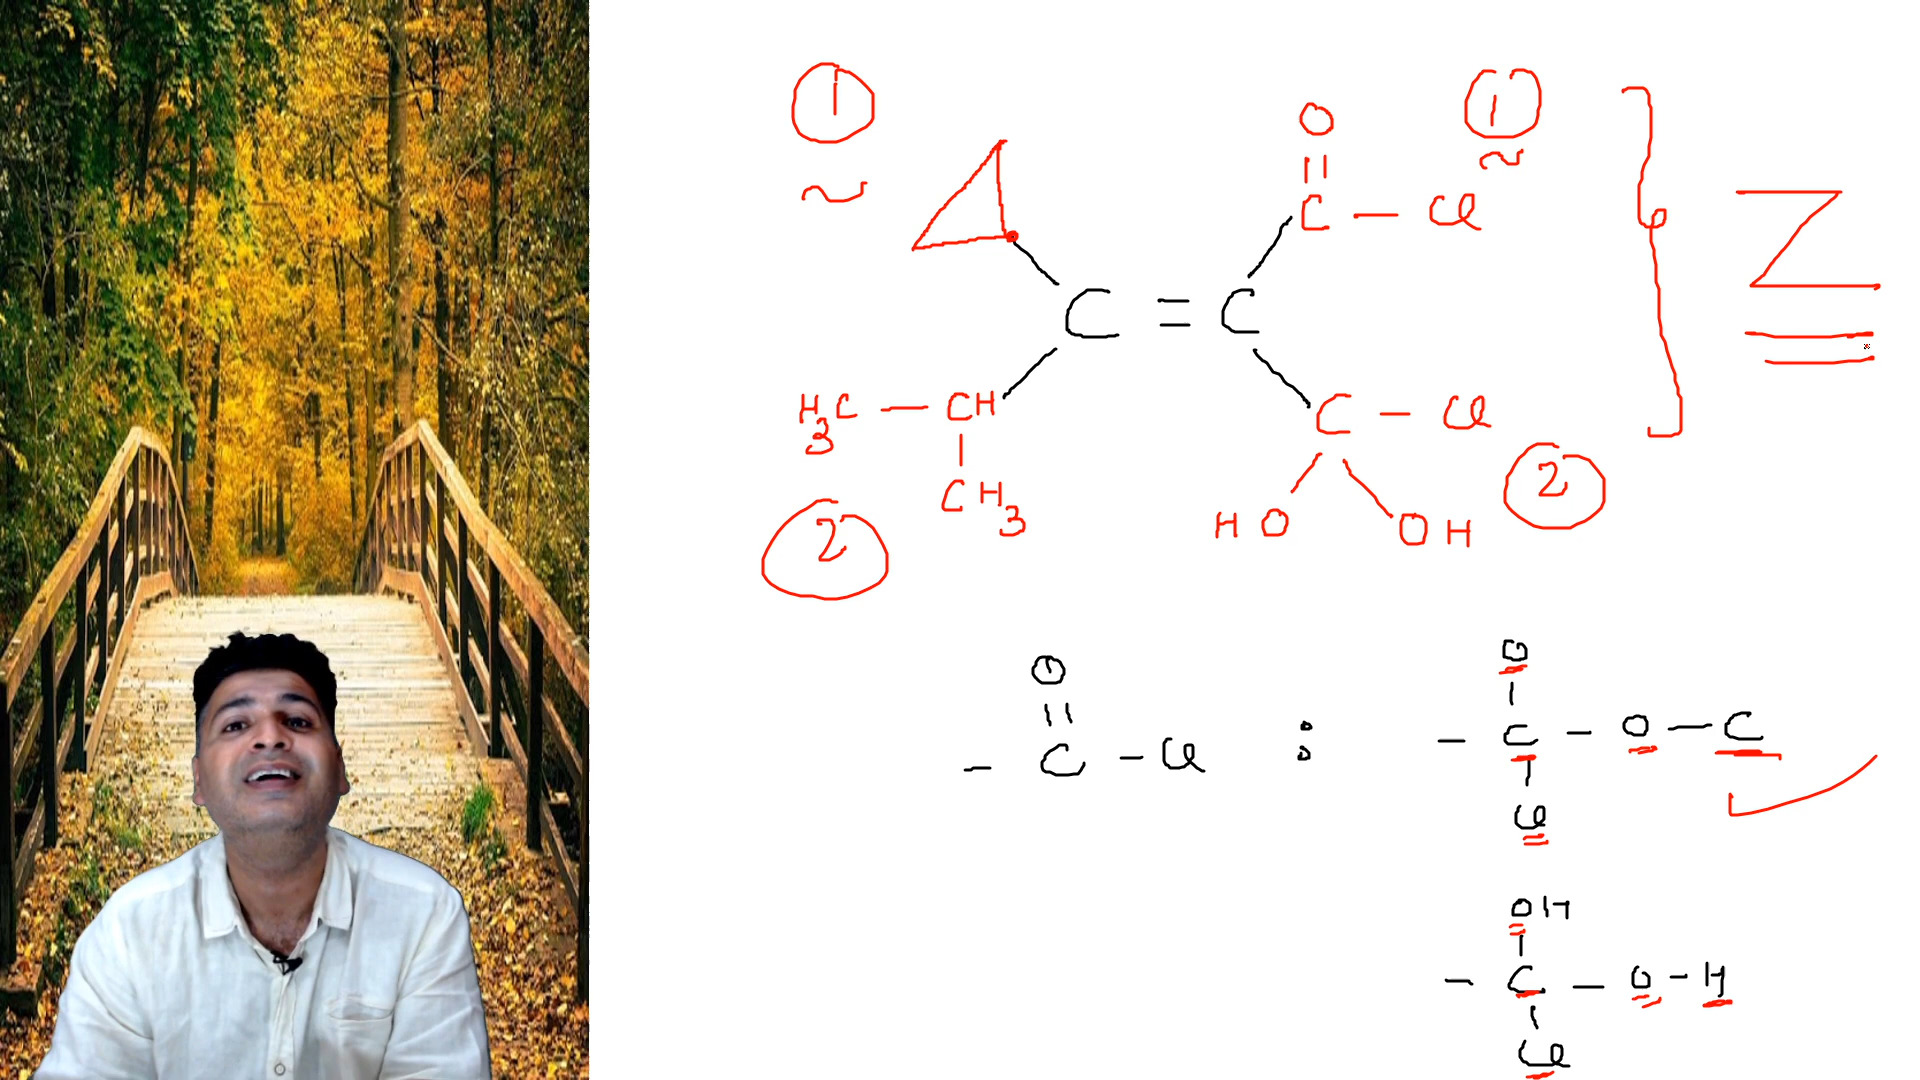 1
1
O
||
C — Cl
Z
C = C
H3C — CH
|
CH3
C — Cl
HO
OH
2
2
O
||
- C - Cl
:
O
|
- C - O - C
|
Cl
OH
|
- C - O - H
|
Cl